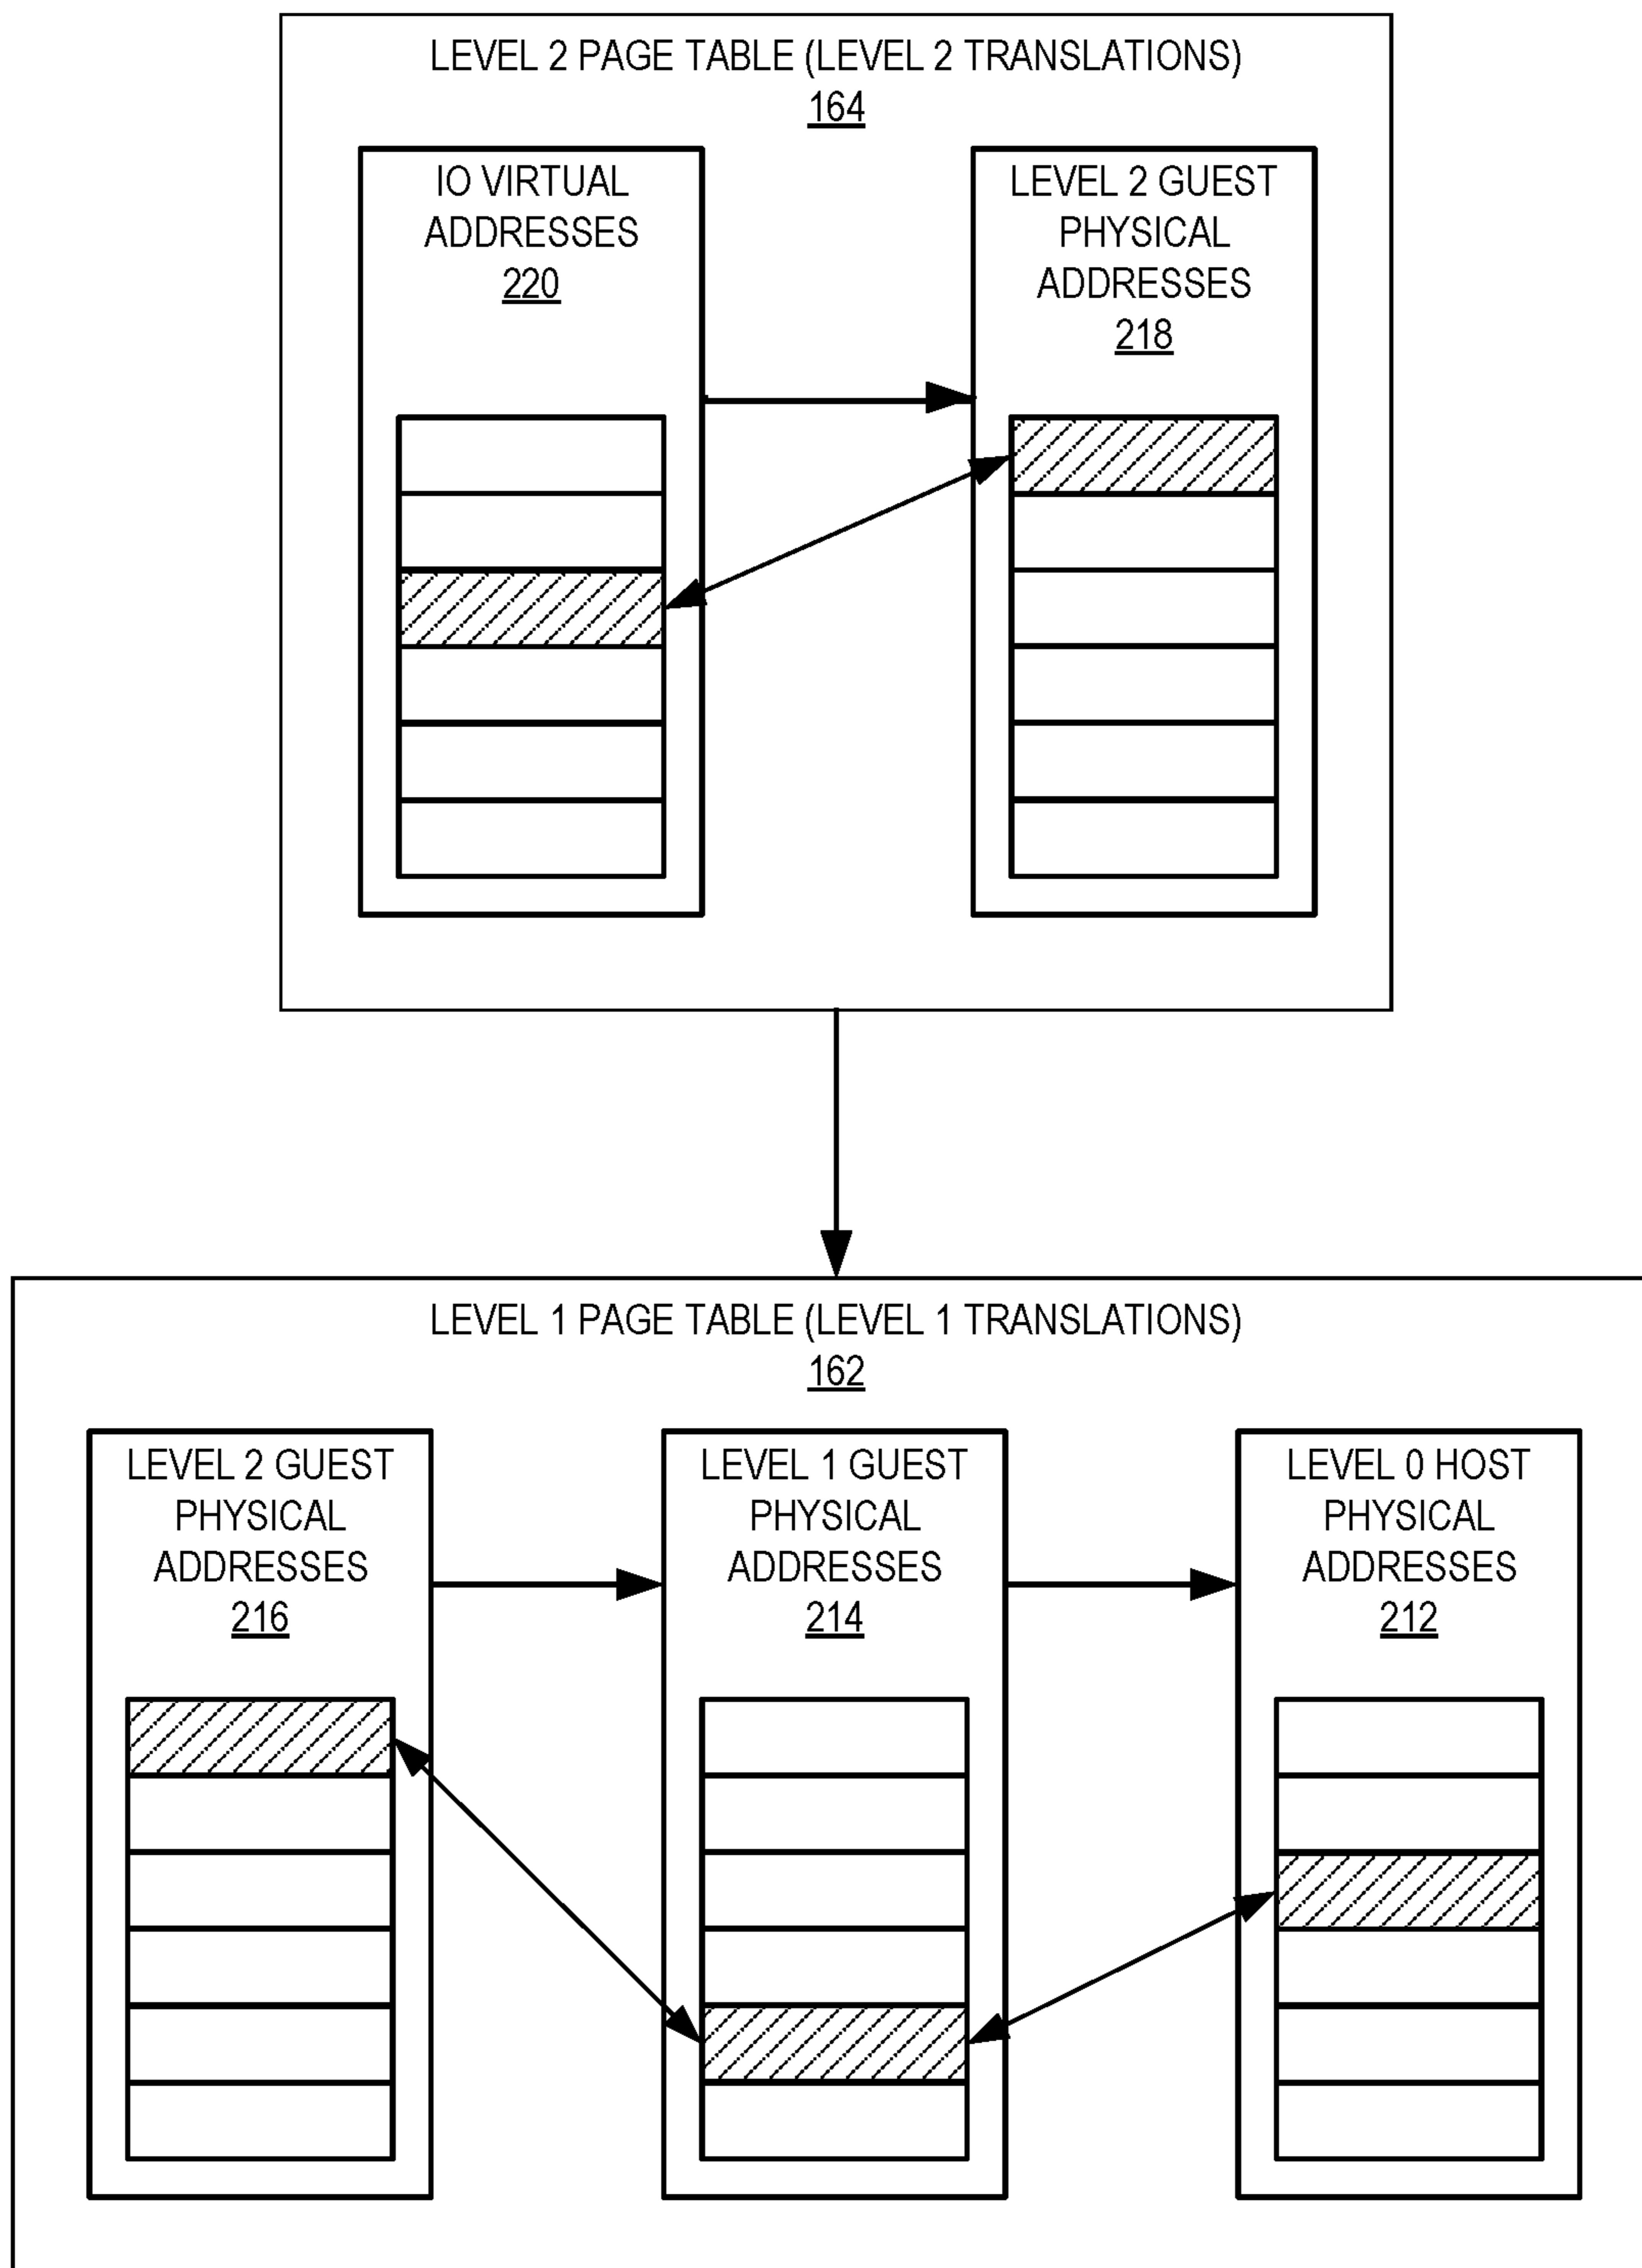 LEVEL 2 PAGE TABLE (LEVEL 2 TRANSLATIONS)
164
IO VIRTUAL
ADDRESSES
220
LEVEL 2 GUEST
PHYSICAL
ADDRESSES
218
LEVEL 1 PAGE TABLE (LEVEL 1 TRANSLATIONS)
162
LEVEL 2 GUEST
PHYSICAL
ADDRESSES
216
LEVEL 1 GUEST
PHYSICAL
ADDRESSES
214
LEVEL 0 HOST
PHYSICAL
ADDRESSES
212